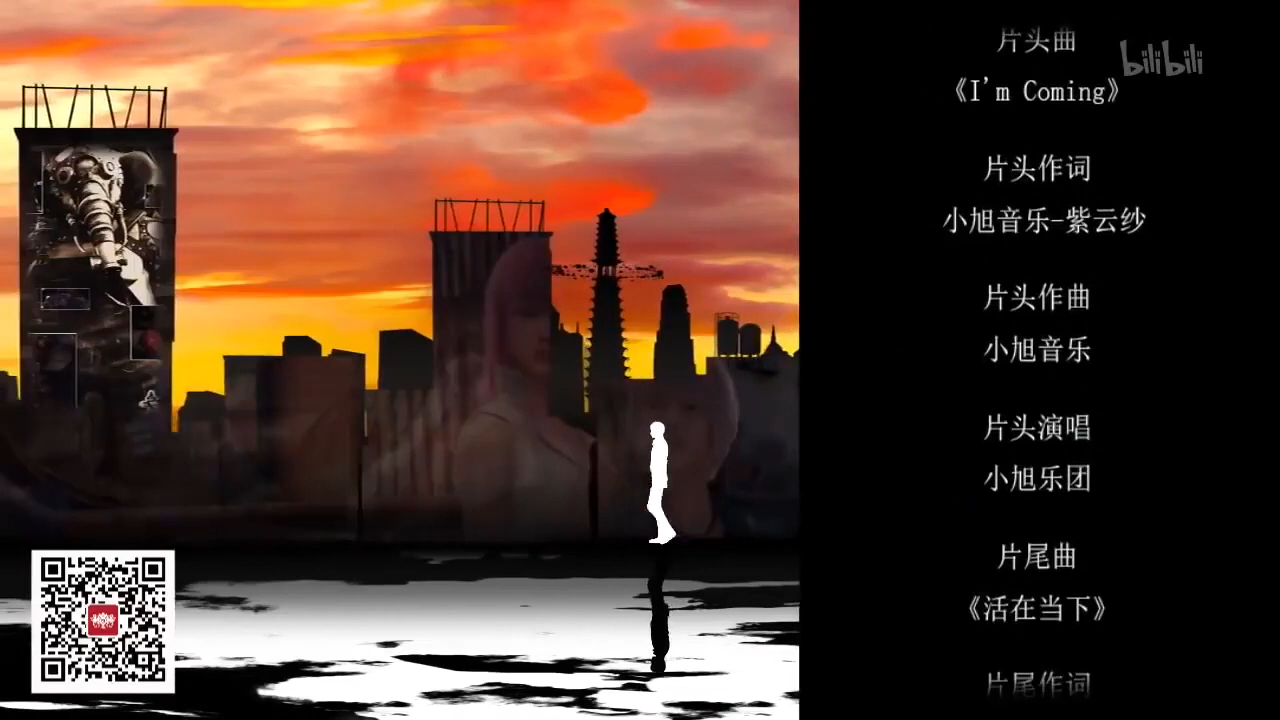 片头曲
bilibili
《I'm Coming》
片头作词
小旭音乐-紫云纱
片头作曲
小旭音乐
片头演唱
小旭乐团
片尾曲
《活在当下》
片尾作词